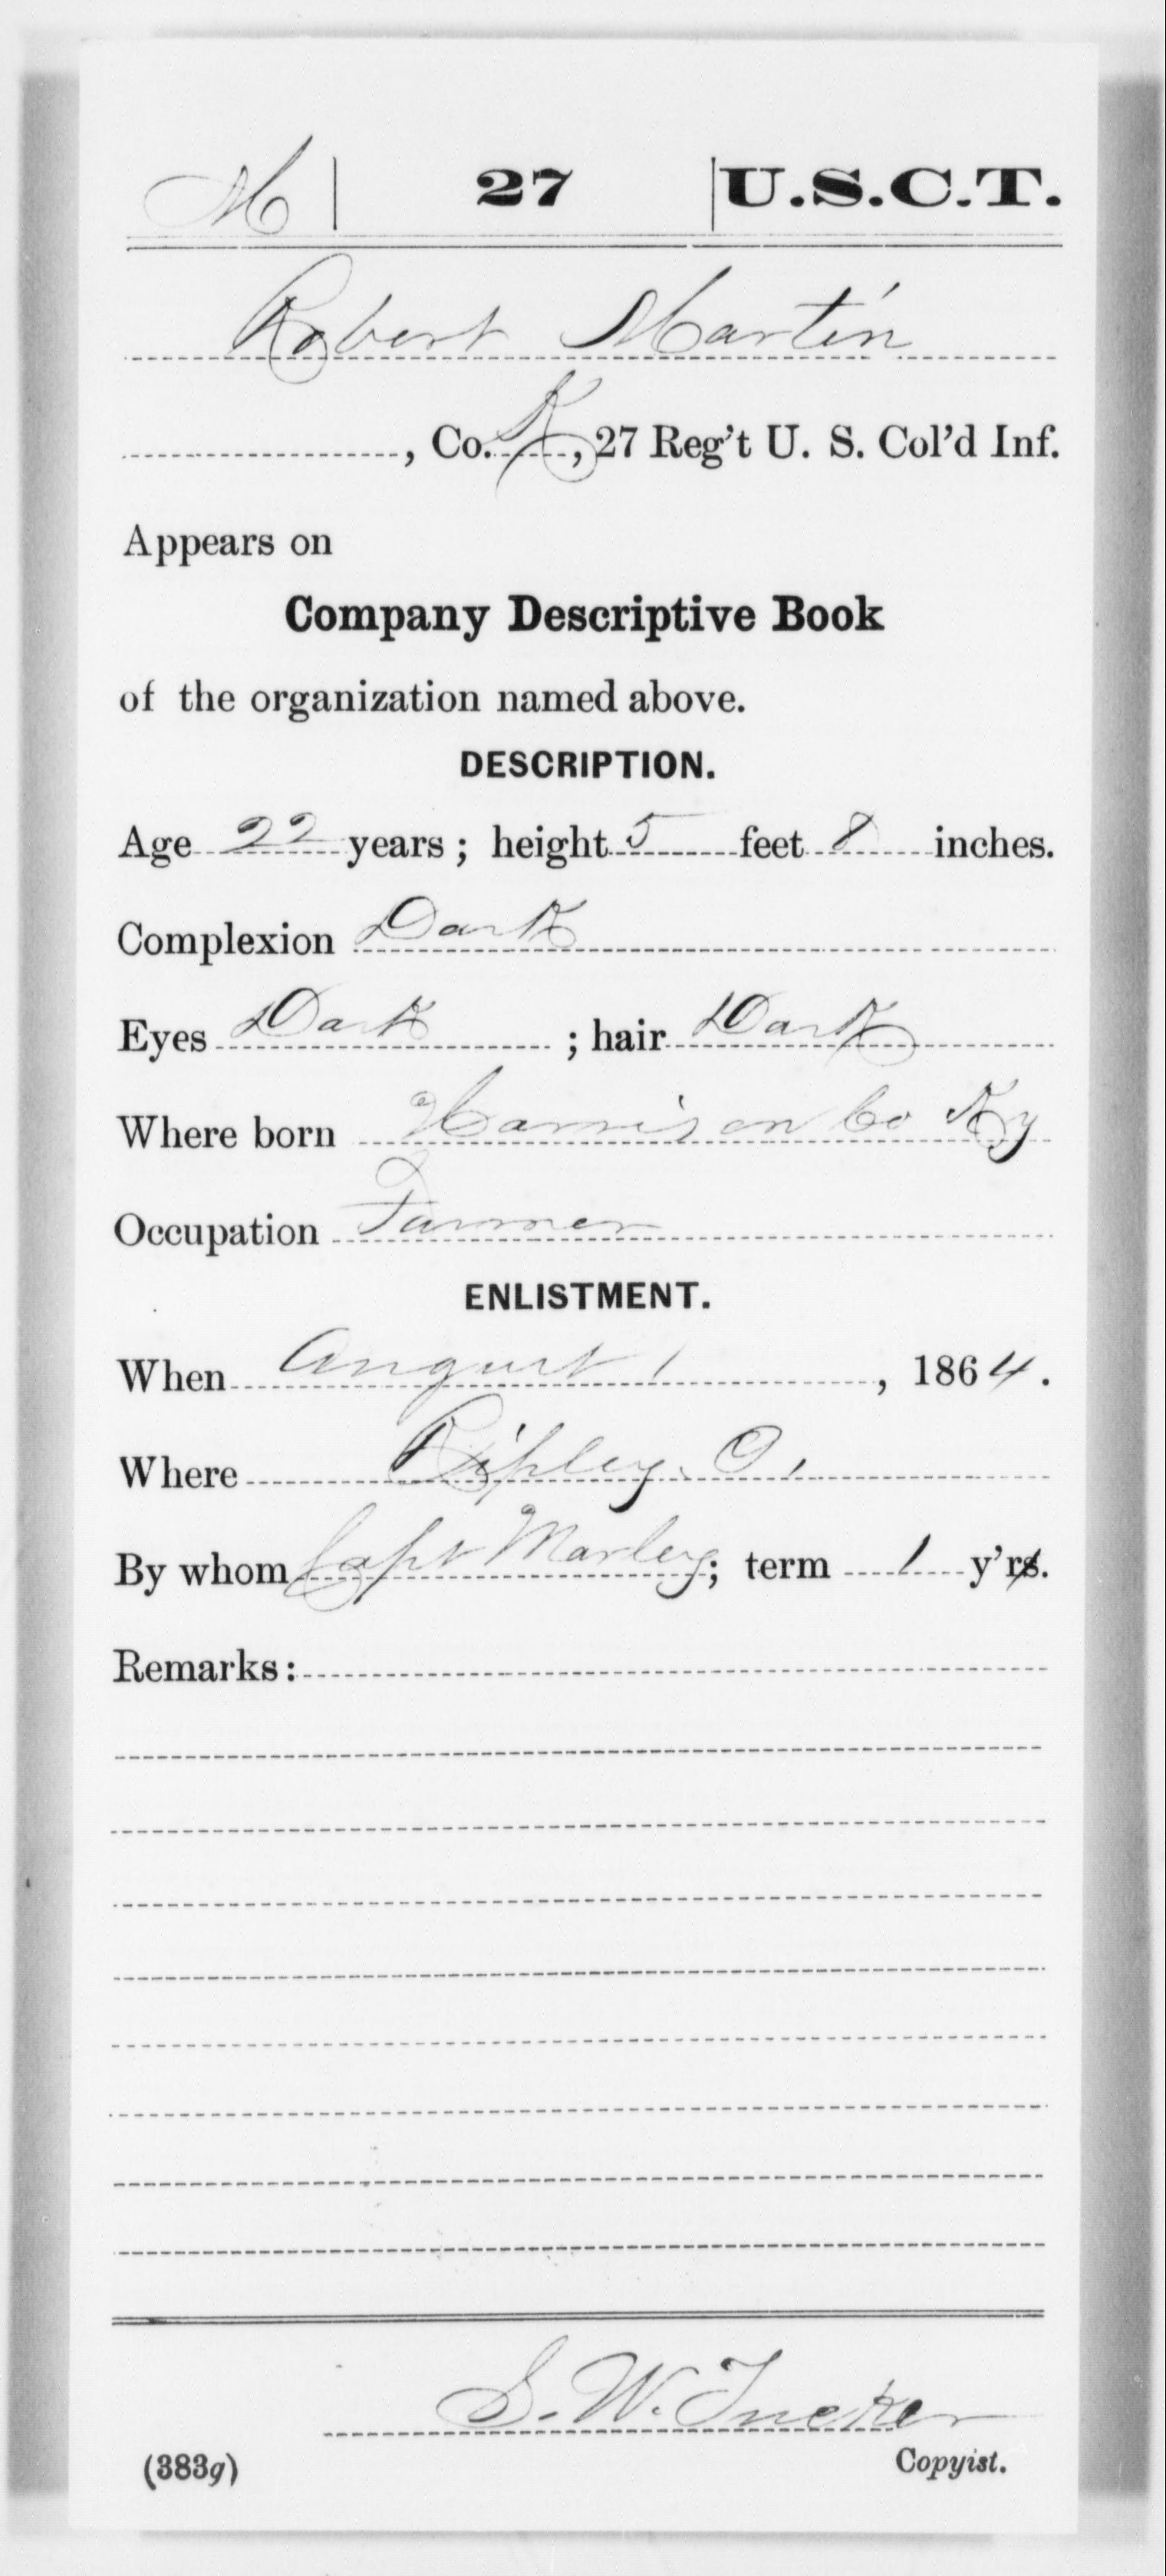 M 27 U.S.C.T.
Robert Martin
, Co. K, 27 Reg't U. S. Col'd Inf.
Appears on
Company Descriptive Book
of the organization named above.
DESCRIPTION.
Age 22 years; height 5 feet 8 inches.
Complexion Dark
Eyes Dark ; hair Dark
Where born Harrison Co Ky
Occupation Farmer
ENLISTMENT.
When August 1, 1864.
Where Ripley O.
By whom Capt Marley; term 1 y'rs.
Remarks:
S. W. Tucker
Copyist.
(383g)